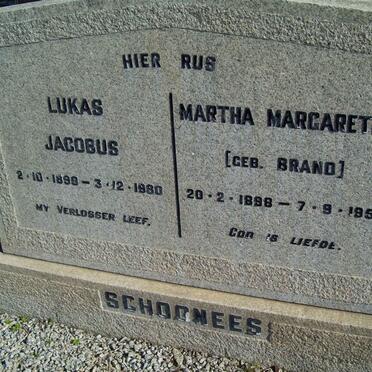 HIER RUS
LUKAS
JACOBUS
2·10·1898 - 3·12·1980
MY VERLOSSER LEEF.
MARTHA MARGARET
[GEB. BRAND]
20·2·1898 - 7·9·195
GOD IS LIEFDE.
SCHOONEES